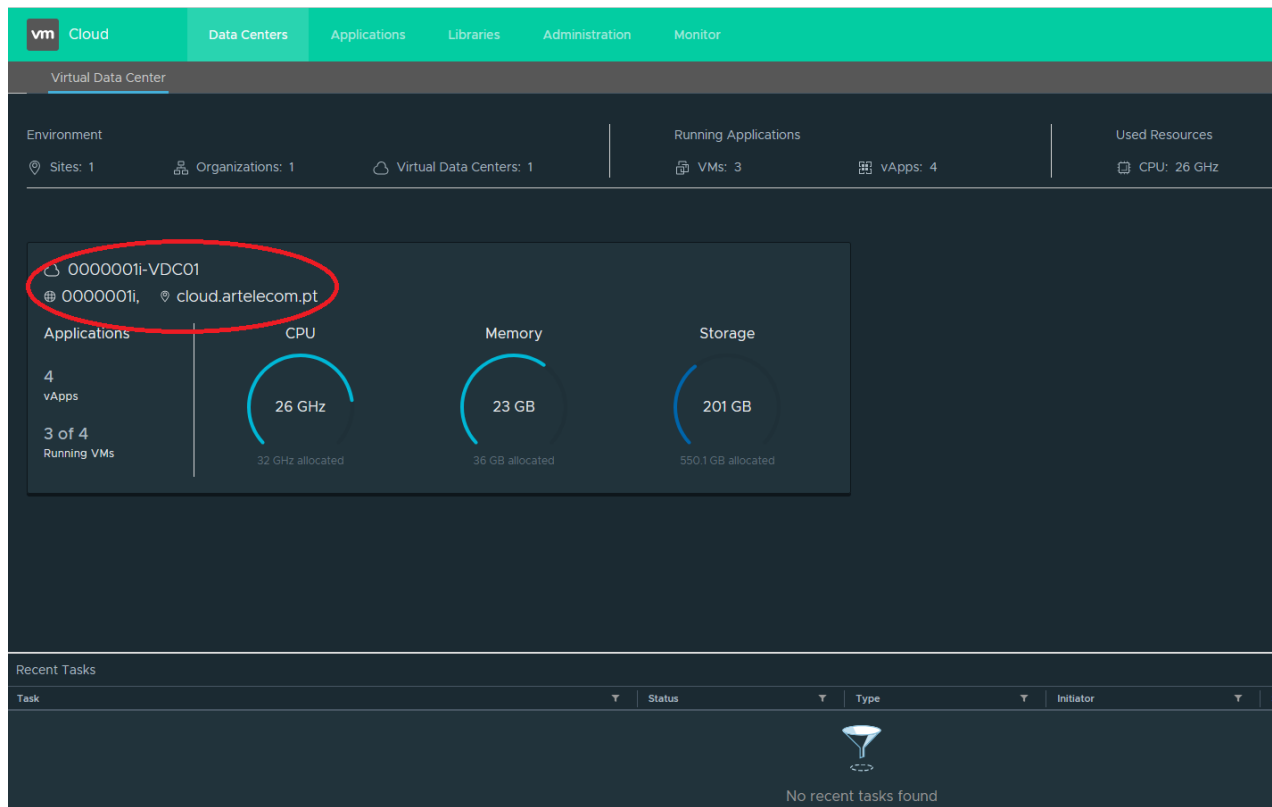 vm Cloud Data Centers Applications Libraries Administration Monitor
Virtual Data Center
Environment Running Applications Used Resources
Sites: 1 Organizations: 1 Virtual Data Centers: 1 VMs: 3 vApps: 4 CPU: 26 GHz
0000001i-VDC01
0000001i, cloud.artelecom.pt
Applications CPU Memory Storage
4
vApps
26 GHz 23 GB 201 GB
3 of 4
Running VMs
32 GHz allocated 36 GB allocated 550.1 GB allocated
Recent Tasks
Task Status Type Initiator
No recent tasks found